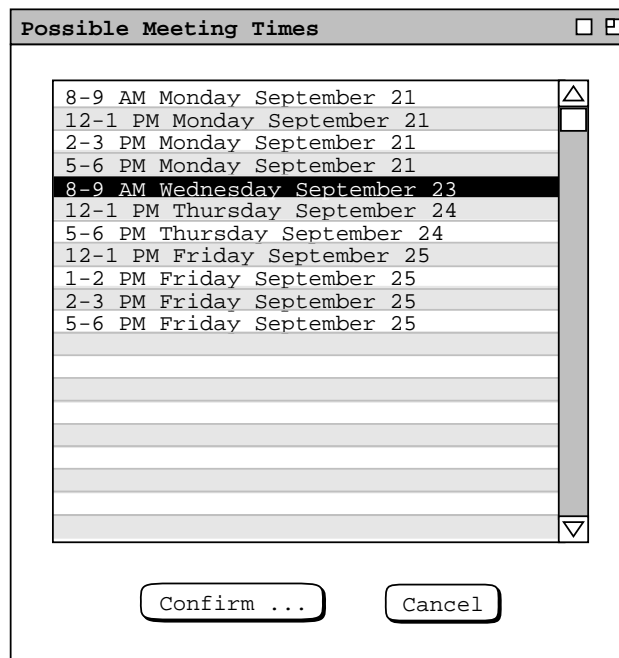 Possible Meeting Times
8-9 AM Monday September 21
12-1 PM Monday September 21
2-3 PM Monday September 21
5-6 PM Monday September 21
8-9 AM Wednesday September 23
12-1 PM Thursday September 24
5-6 PM Thursday September 24
12-1 PM Friday September 25
1-2 PM Friday September 25
2-3 PM Friday September 25
5-6 PM Friday September 25
Confirm ... Cancel